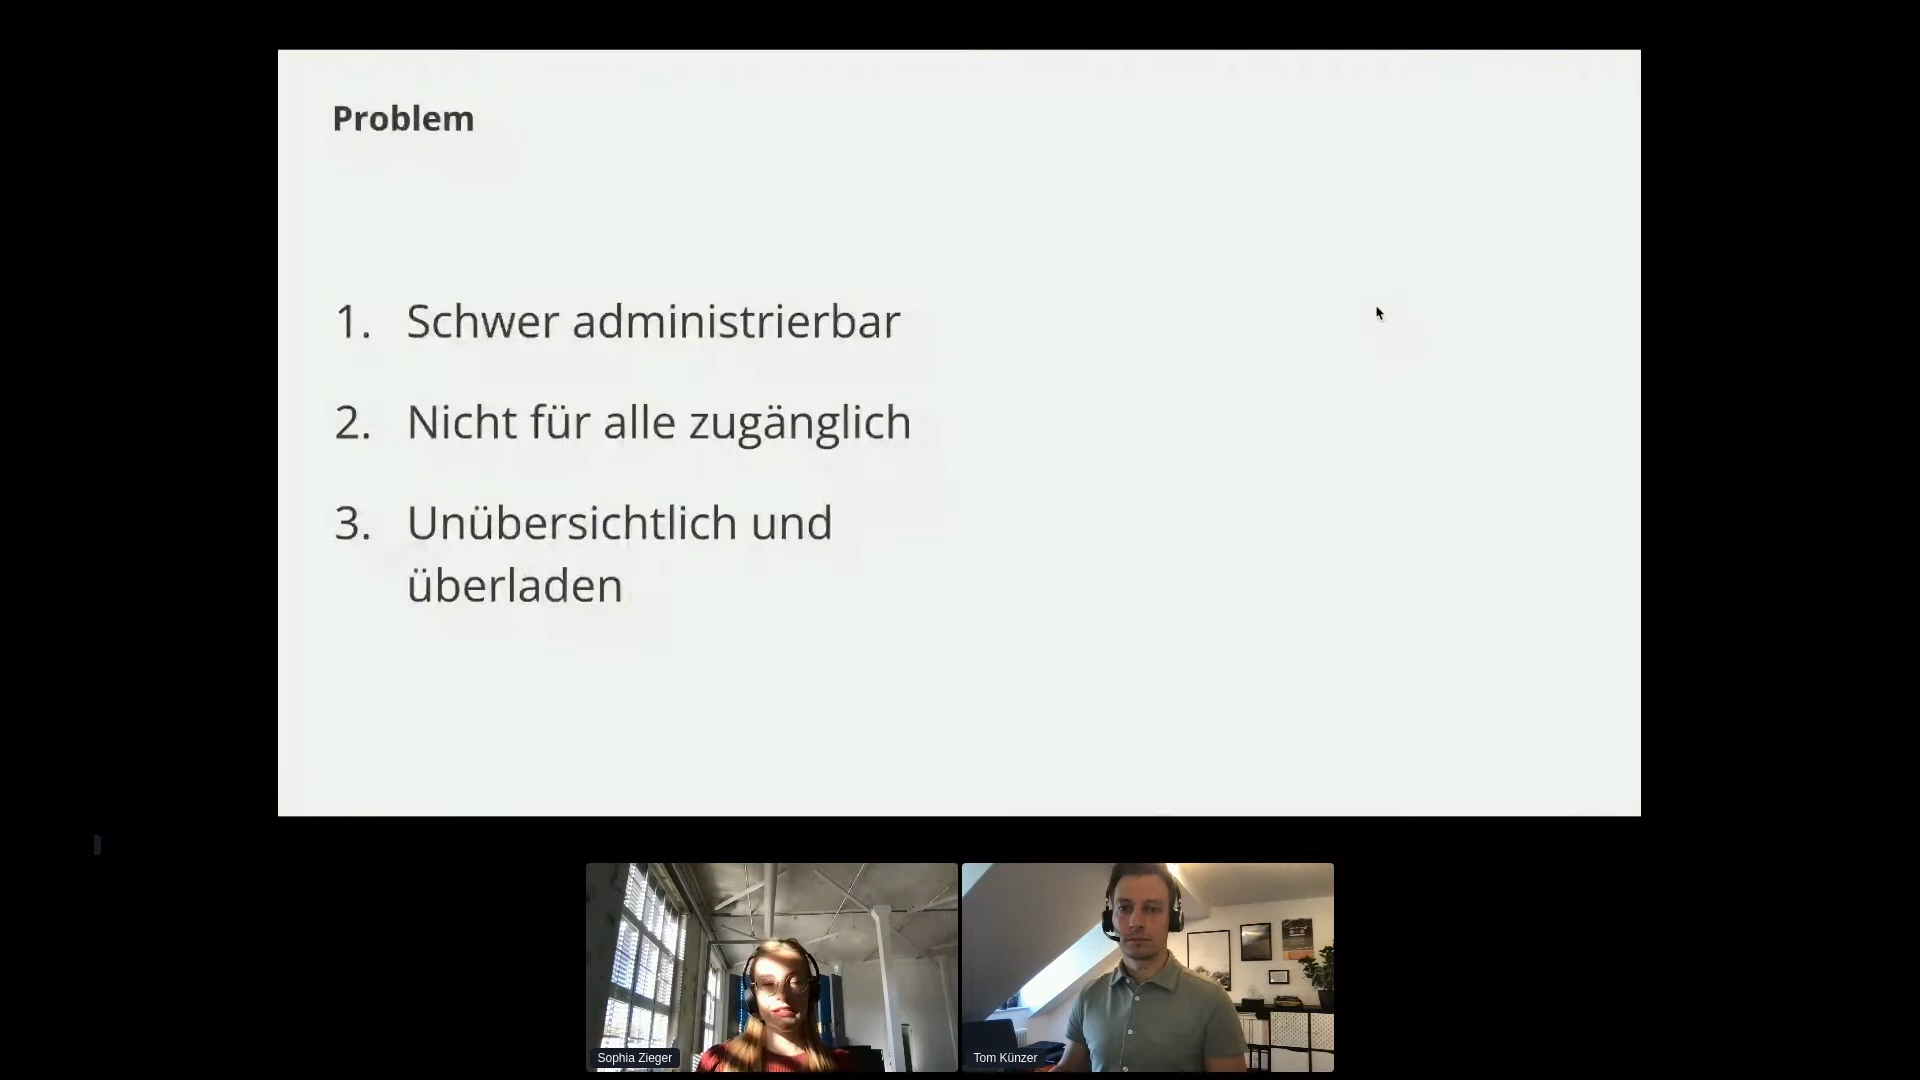 Problem
1. Schwer administrierbar
2. Nicht für alle zugänglich
3. Unübersichtlich und
überladen
Sophia Zieger
Tom Künzer